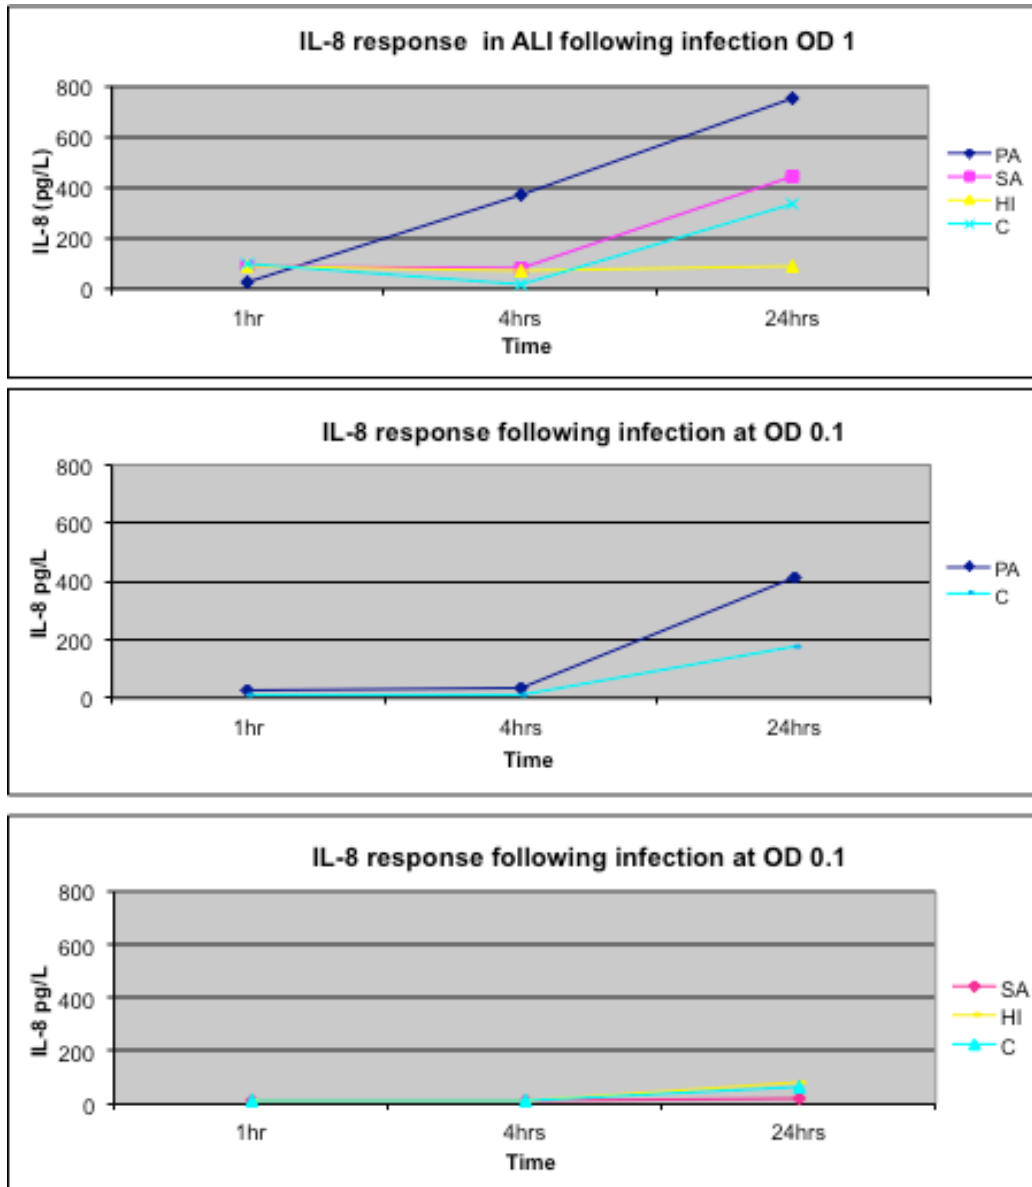 IL-8 response in ALI following infection OD 1
IL-8 (pg/L)
800
600
400
200
0
1hr 4hrs 24hrs
Time
PA
SA
HI
C
IL-8 response following infection at OD 0.1
IL-8 pg/L
800
600
400
200
0
1hr 4hrs 24hrs
Time
PA
C
IL-8 response following infection at OD 0.1
IL-8 pg/L
800
600
400
200
0
1hr 4hrs 24hrs
Time
SA
HI
C